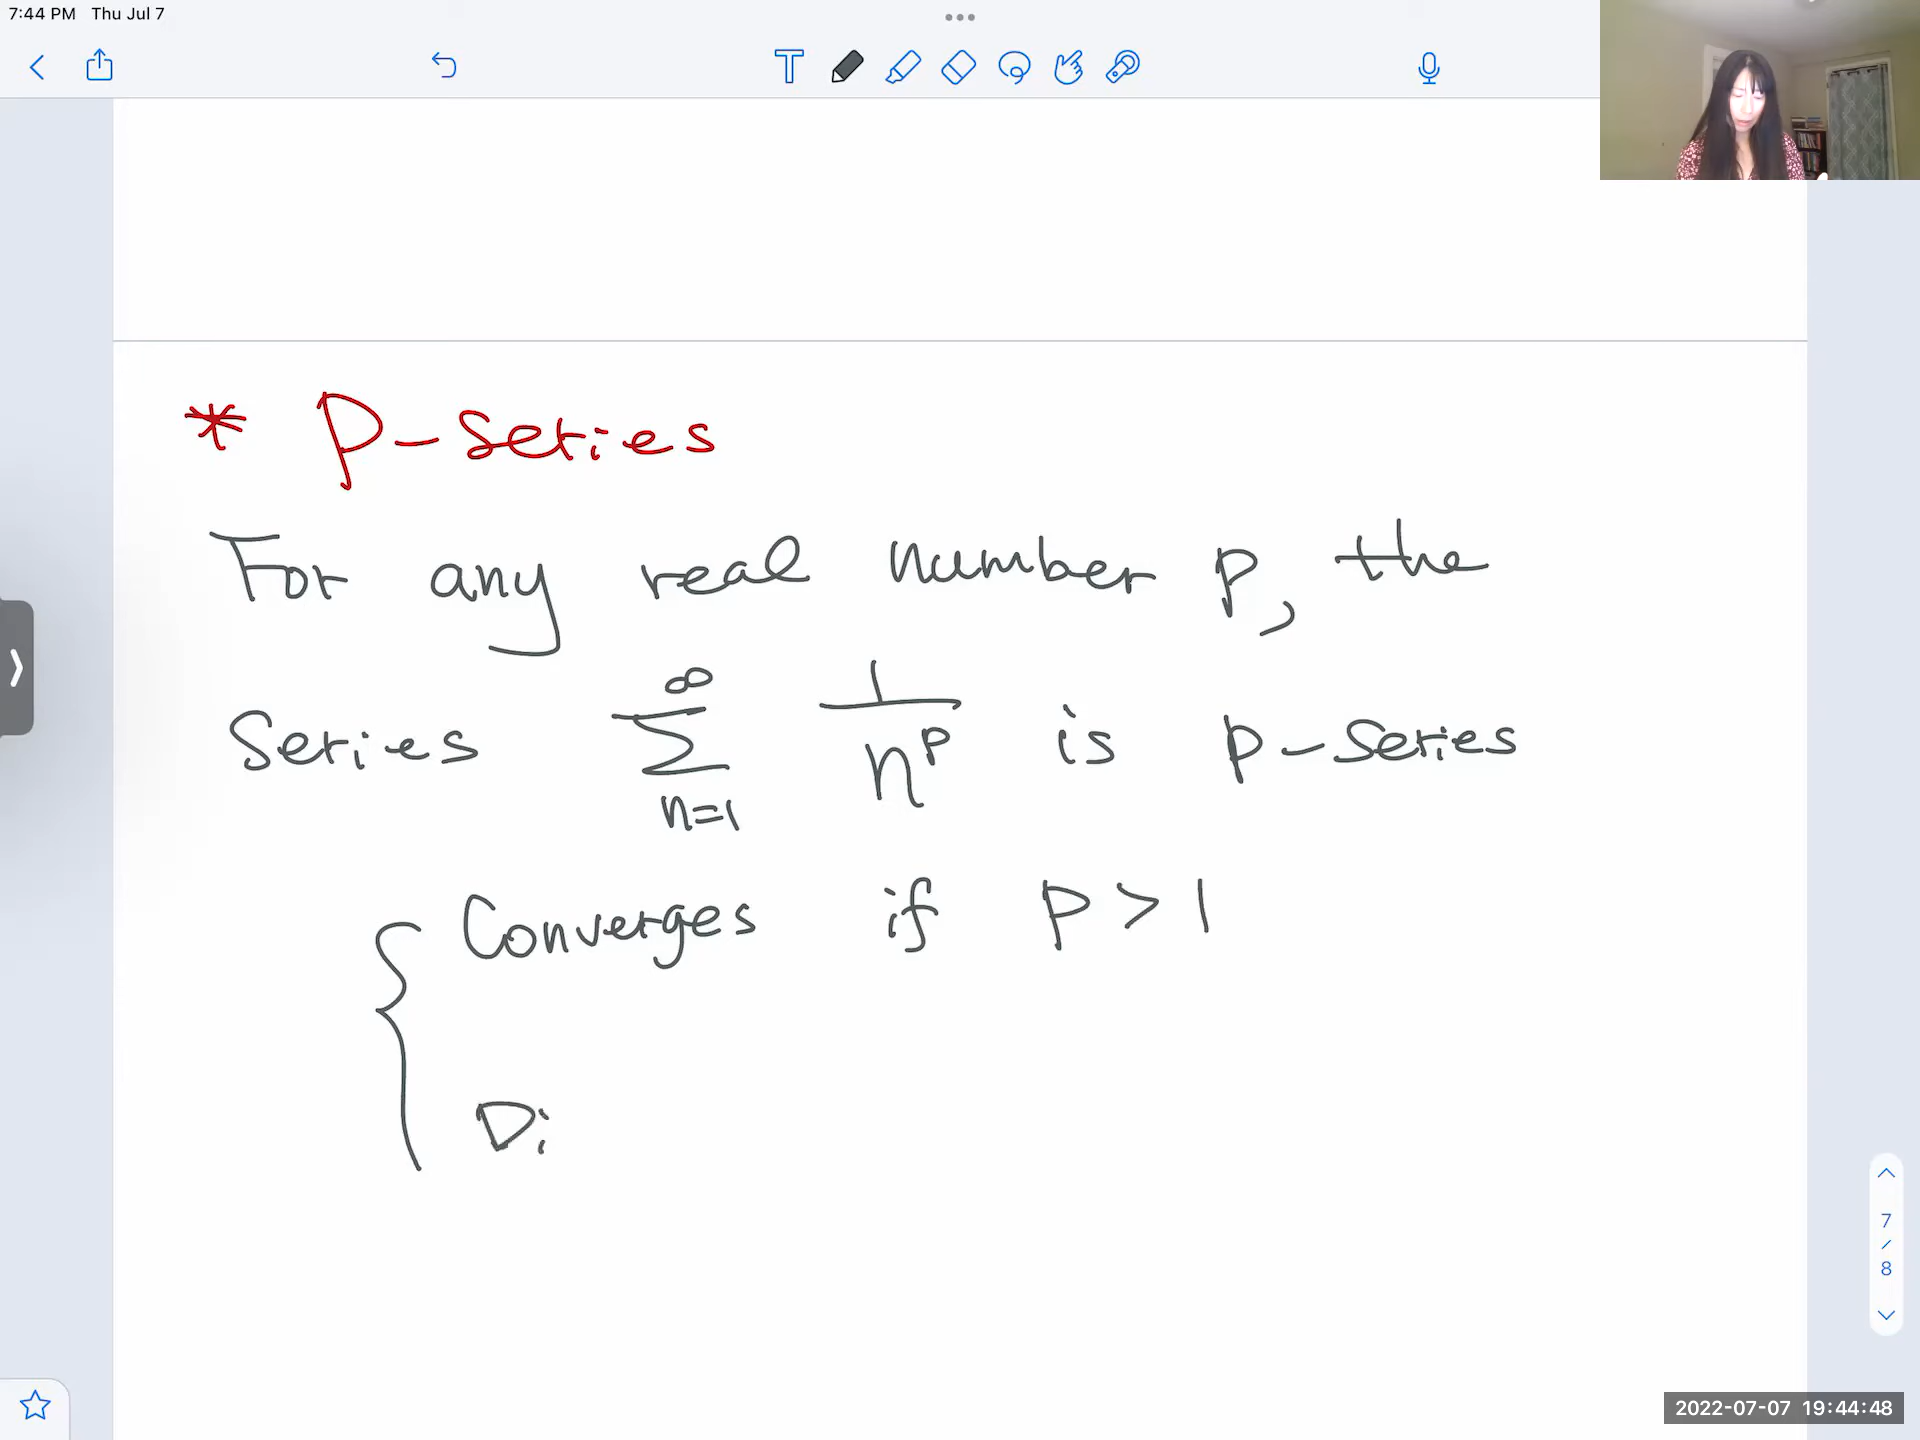 7:44 PM Thu Jul 7
T
* P-series
For any real number p, the
Series ∞ Σ n=1 1/n^p is p-series
{ Converges if p > 1
Di
7
/
8
2022-07-07 19:44:48